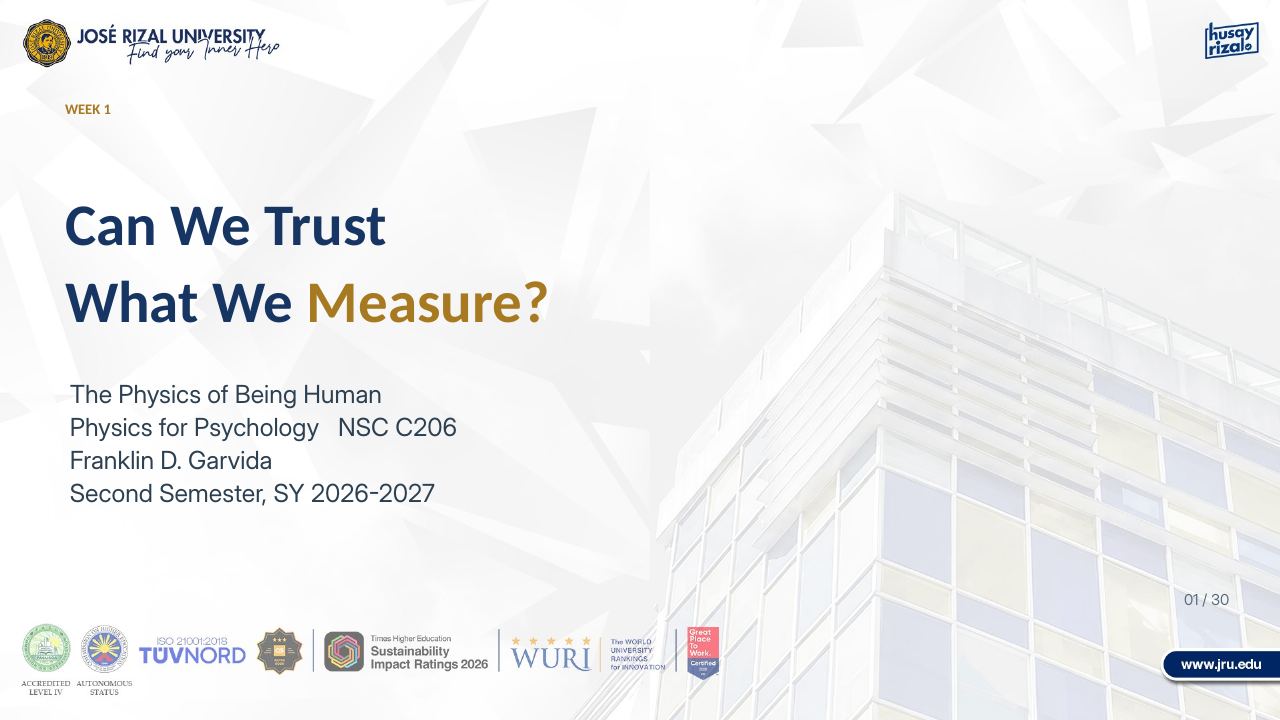 JOSÉ RIZAL UNIVERSITY
Find your Inner Hero
husay
rizal
WEEK 1
Can We Trust
What We Measure?
The Physics of Being Human
Physics for Psychology NSC C206
Franklin D. Garvida
Second Semester, SY 2026-2027
01 / 30
ACCREDITED
LEVEL IV
AUTONOMOUS
STATUS
ISO 21001:2018
TÜVNORD
Times Higher Education
Sustainability
Impact Ratings 2026
WURI
The WORLD
UNIVERSITY
RANKINGS
for INNOVATION
Great
Place
To
Work.
Certified
www.jru.edu